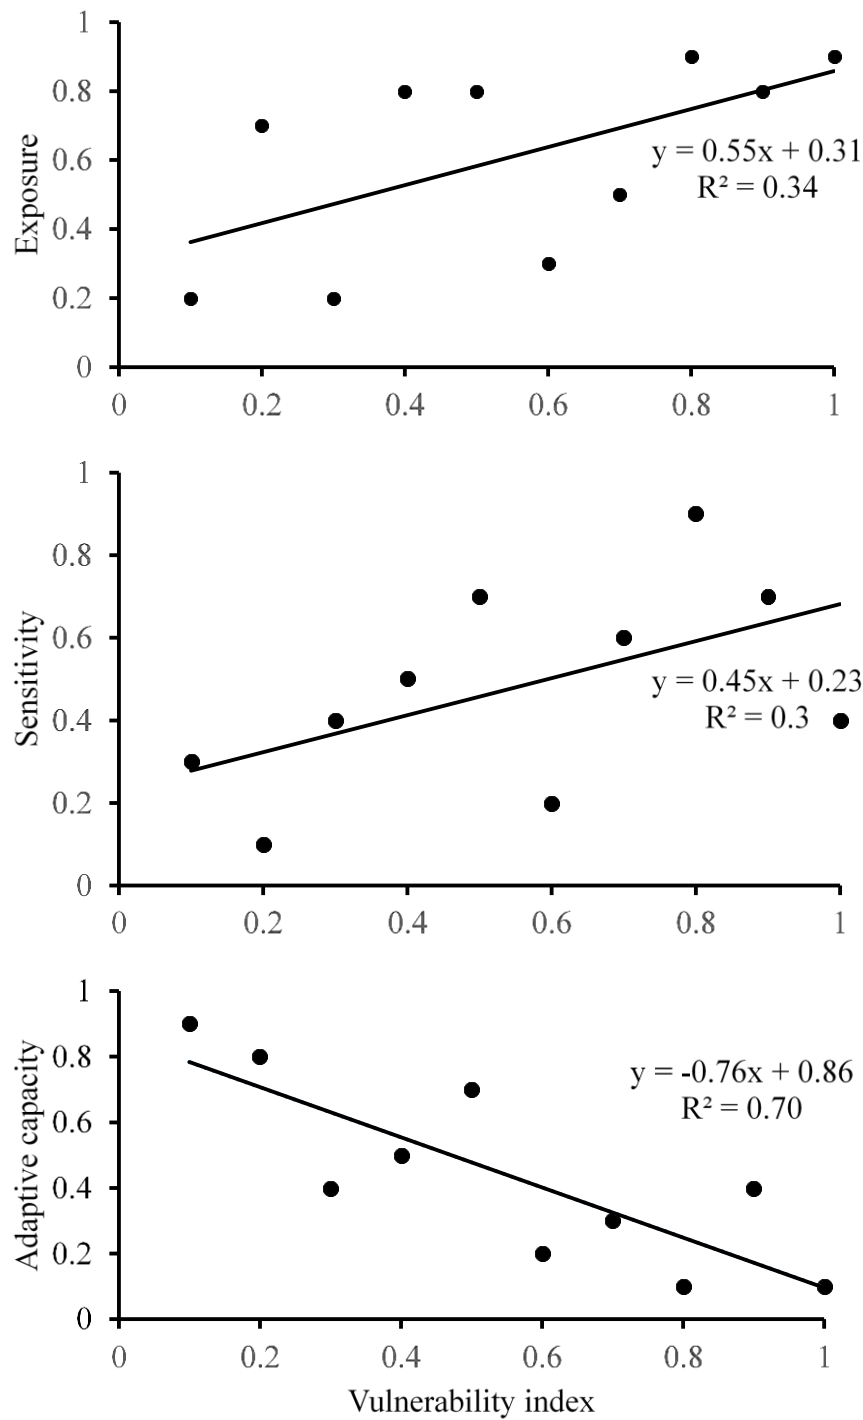 1
0.8
0.6
0.4
0.2
0
Exposure
y = 0.55x + 0.31
R² = 0.34
0 0.2 0.4 0.6 0.8 1
1
0.8
0.6
0.4
0.2
0
Sensitivity
y = 0.45x + 0.23
R² = 0.3
0 0.2 0.4 0.6 0.8 1
1
0.8
0.6
0.4
0.2
0
Adaptive capacity
y = -0.76x + 0.86
R² = 0.70
0 0.2 0.4 0.6 0.8 1
Vulnerability index